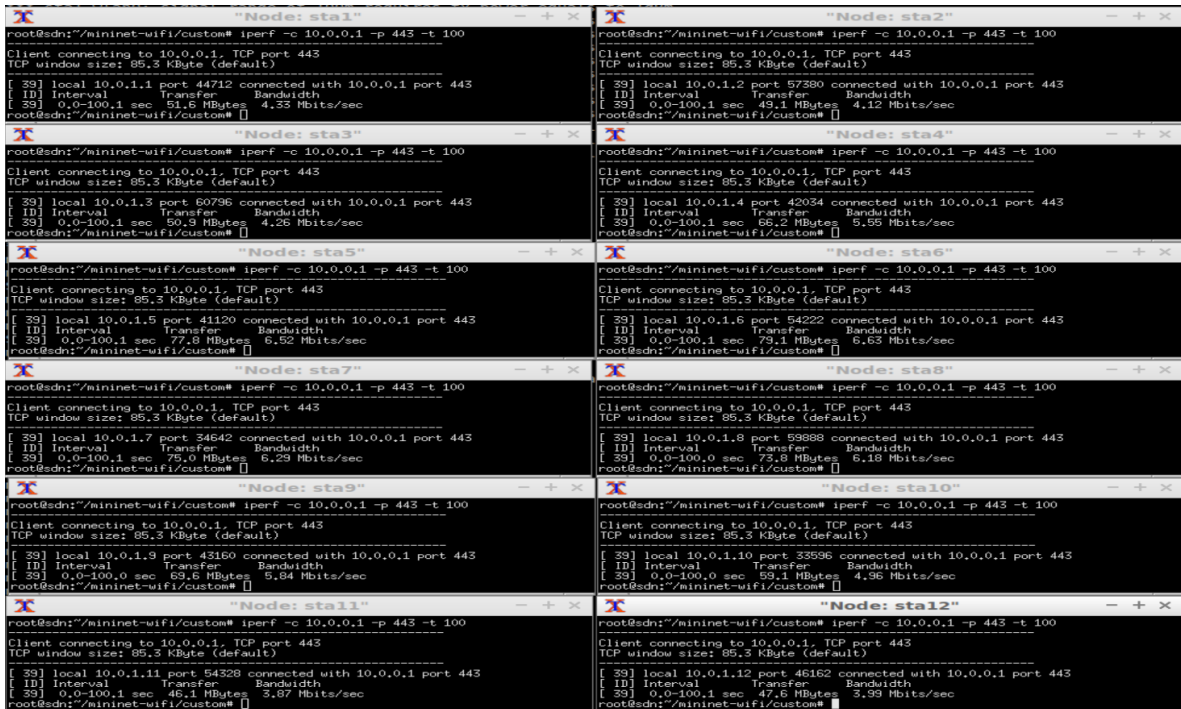 "Node: sta1"
root@sdn:~/mininet-wifi/custom# iperf -c 10.0.0.1 -p 443 -t 100
------------------------------------------------------------
Client connecting to 10.0.0.1, TCP port 443
TCP window size: 85.3 KByte (default)
------------------------------------------------------------
[ 39] local 10.0.1.1 port 44712 connected with 10.0.0.1 port 443
[ ID] Interval Transfer Bandwidth
[ 39] 0.0-100.1 sec 51.6 MBytes 4.33 Mbits/sec
root@sdn:~/mininet-wifi/custom#
"Node: sta2"
root@sdn:~/mininet-wifi/custom# iperf -c 10.0.0.1 -p 443 -t 100
------------------------------------------------------------
Client connecting to 10.0.0.1, TCP port 443
TCP window size: 85.3 KByte (default)
------------------------------------------------------------
[ 39] local 10.0.1.2 port 57380 connected with 10.0.0.1 port 443
[ ID] Interval Transfer Bandwidth
[ 39] 0.0-100.1 sec 49.1 MBytes 4.12 Mbits/sec
root@sdn:~/mininet-wifi/custom#
"Node: sta3"
root@sdn:~/mininet-wifi/custom# iperf -c 10.0.0.1 -p 443 -t 100
------------------------------------------------------------
Client connecting to 10.0.0.1, TCP port 443
TCP window size: 85.3 KByte (default)
------------------------------------------------------------
[ 39] local 10.0.1.3 port 60796 connected with 10.0.0.1 port 443
[ ID] Interval Transfer Bandwidth
[ 39] 0.0-100.1 sec 50.9 MBytes 4.26 Mbits/sec
root@sdn:~/mininet-wifi/custom#
"Node: sta4"
root@sdn:~/mininet-wifi/custom# iperf -c 10.0.0.1 -p 443 -t 100
------------------------------------------------------------
Client connecting to 10.0.0.1, TCP port 443
TCP window size: 85.3 KByte (default)
------------------------------------------------------------
[ 39] local 10.0.1.4 port 42034 connected with 10.0.0.1 port 443
[ ID] Interval Transfer Bandwidth
[ 39] 0.0-100.1 sec 66.2 MBytes 5.55 Mbits/sec
root@sdn:~/mininet-wifi/custom#
"Node: sta5"
root@sdn:~/mininet-wifi/custom# iperf -c 10.0.0.1 -p 443 -t 100
------------------------------------------------------------
Client connecting to 10.0.0.1, TCP port 443
TCP window size: 85.3 KByte (default)
------------------------------------------------------------
[ 39] local 10.0.1.5 port 41120 connected with 10.0.0.1 port 443
[ ID] Interval Transfer Bandwidth
[ 39] 0.0-100.1 sec 77.8 MBytes 6.52 Mbits/sec
root@sdn:~/mininet-wifi/custom#
"Node: sta6"
root@sdn:~/mininet-wifi/custom# iperf -c 10.0.0.1 -p 443 -t 100
------------------------------------------------------------
Client connecting to 10.0.0.1, TCP port 443
TCP window size: 85.3 KByte (default)
------------------------------------------------------------
[ 39] local 10.0.1.6 port 54222 connected with 10.0.0.1 port 443
[ ID] Interval Transfer Bandwidth
[ 39] 0.0-100.1 sec 79.1 MBytes 6.63 Mbits/sec
root@sdn:~/mininet-wifi/custom#
"Node: sta7"
root@sdn:~/mininet-wifi/custom# iperf -c 10.0.0.1 -p 443 -t 100
------------------------------------------------------------
Client connecting to 10.0.0.1, TCP port 443
TCP window size: 85.3 KByte (default)
------------------------------------------------------------
[ 39] local 10.0.1.7 port 34642 connected with 10.0.0.1 port 443
[ ID] Interval Transfer Bandwidth
[ 39] 0.0-100.1 sec 75.0 MBytes 6.29 Mbits/sec
root@sdn:~/mininet-wifi/custom#
"Node: sta8"
root@sdn:~/mininet-wifi/custom# iperf -c 10.0.0.1 -p 443 -t 100
------------------------------------------------------------
Client connecting to 10.0.0.1, TCP port 443
TCP window size: 85.3 KByte (default)
------------------------------------------------------------
[ 39] local 10.0.1.8 port 59888 connected with 10.0.0.1 port 443
[ ID] Interval Transfer Bandwidth
[ 39] 0.0-100.0 sec 73.8 MBytes 6.18 Mbits/sec
root@sdn:~/mininet-wifi/custom#
"Node: sta9"
root@sdn:~/mininet-wifi/custom# iperf -c 10.0.0.1 -p 443 -t 100
------------------------------------------------------------
Client connecting to 10.0.0.1, TCP port 443
TCP window size: 85.3 KByte (default)
------------------------------------------------------------
[ 39] local 10.0.1.9 port 43160 connected with 10.0.0.1 port 443
[ ID] Interval Transfer Bandwidth
[ 39] 0.0-100.0 sec 69.6 MBytes 5.84 Mbits/sec
root@sdn:~/mininet-wifi/custom#
"Node: sta10"
root@sdn:~/mininet-wifi/custom# iperf -c 10.0.0.1 -p 443 -t 100
------------------------------------------------------------
Client connecting to 10.0.0.1, TCP port 443
TCP window size: 85.3 KByte (default)
------------------------------------------------------------
[ 39] local 10.0.1.10 port 33596 connected with 10.0.0.1 port 443
[ ID] Interval Transfer Bandwidth
[ 39] 0.0-100.0 sec 59.1 MBytes 4.96 Mbits/sec
root@sdn:~/mininet-wifi/custom#
"Node: sta11"
root@sdn:~/mininet-wifi/custom# iperf -c 10.0.0.1 -p 443 -t 100
------------------------------------------------------------
Client connecting to 10.0.0.1, TCP port 443
TCP window size: 85.3 KByte (default)
------------------------------------------------------------
[ 39] local 10.0.1.11 port 54328 connected with 10.0.0.1 port 443
[ ID] Interval Transfer Bandwidth
[ 39] 0.0-100.1 sec 46.1 MBytes 3.87 Mbits/sec
root@sdn:~/mininet-wifi/custom#
"Node: sta12"
root@sdn:~/mininet-wifi/custom# iperf -c 10.0.0.1 -p 443 -t 100
------------------------------------------------------------
Client connecting to 10.0.0.1, TCP port 443
TCP window size: 85.3 KByte (default)
------------------------------------------------------------
[ 39] local 10.0.1.12 port 46162 connected with 10.0.0.1 port 443
[ ID] Interval Transfer Bandwidth
[ 39] 0.0-100.1 sec 47.6 MBytes 3.99 Mbits/sec
root@sdn:~/mininet-wifi/custom#